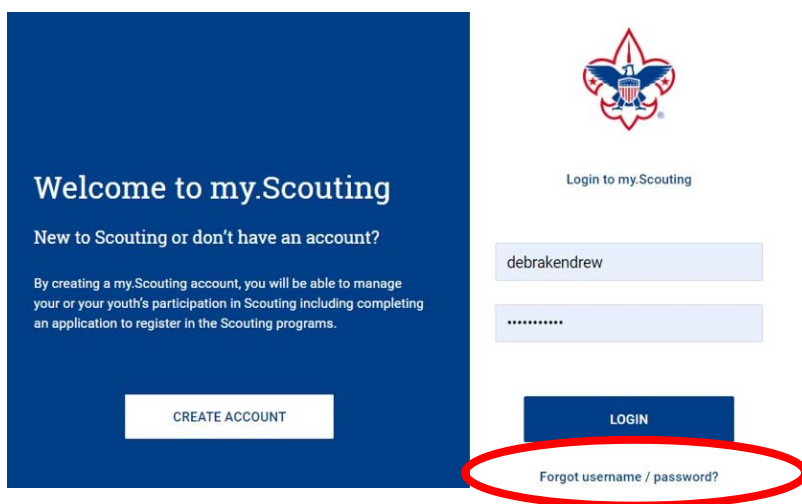 Welcome to my.Scouting
New to Scouting or don't have an account?
By creating a my.Scouting account, you will be able to manage
your or your youth's participation in Scouting including completing
an application to register in the Scouting programs.
CREATE ACCOUNT
®
Login to my.Scouting
debrakendrew
•••••••••••
LOGIN
Forgot username / password?